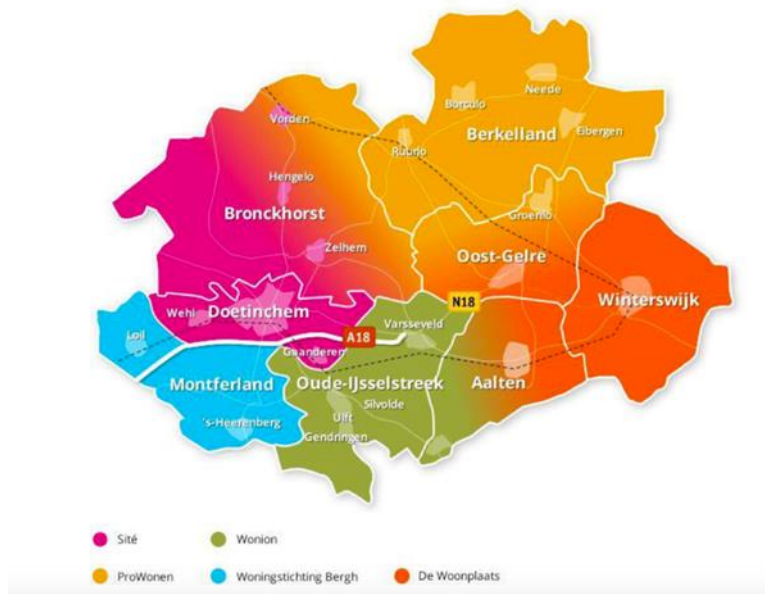 Neede
Borculo
Vorden
Berkelland
Eibergen
Ruurlo
Hengelo
Groenlo
Bronckhorst
Zelhem
Oost-Gelre
Winterswijk
N18
Wehl
Doetinchem
Varsseveld
Loil
A18
Gaanderen
Montferland
Oude-IJsselstreek
Aalten
Silvolde
Ulft
's-Heerenberg
Gendringen
Sité
Wonion
ProWonen
Woningstichting Bergh
De Woonplaats